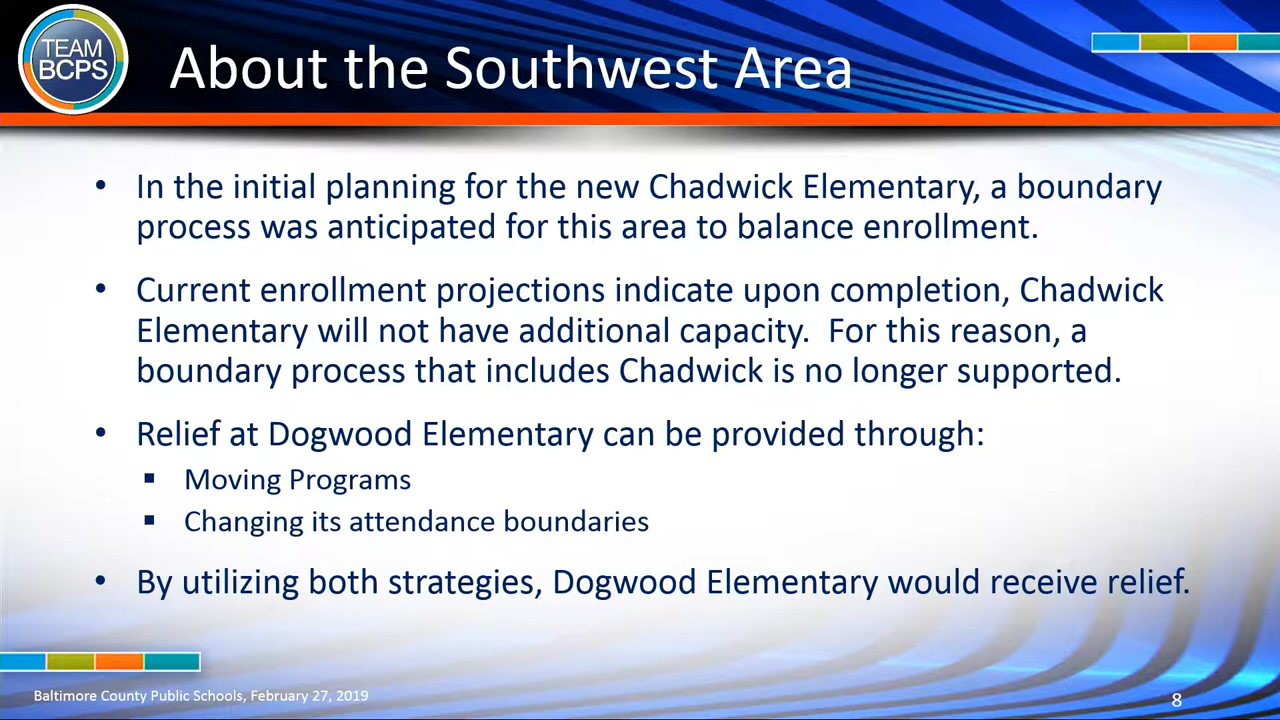 TEAM
BCPS
About the Southwest Area
• In the initial planning for the new Chadwick Elementary, a boundary
process was anticipated for this area to balance enrollment.
• Current enrollment projections indicate upon completion, Chadwick
Elementary will not have additional capacity.  For this reason, a
boundary process that includes Chadwick is no longer supported.
• Relief at Dogwood Elementary can be provided through:
▪ Moving Programs
▪ Changing its attendance boundaries
• By utilizing both strategies, Dogwood Elementary would receive relief.
Baltimore County Public Schools, February 27, 2019
8